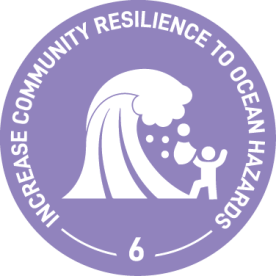 INCREASE COMMUNITY RESILIENCE TO OCEAN HAZARDS
6